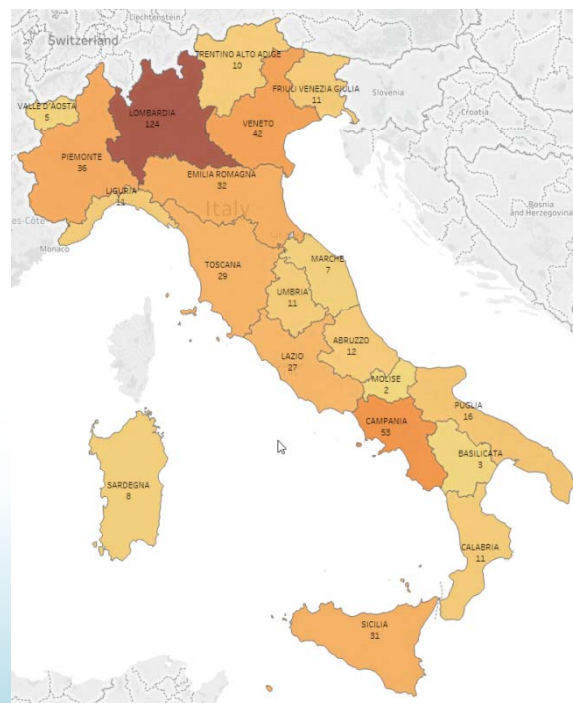 Liechtenstein
Switzerland
TRENTINO ALTO ADIGE
10
FRIULI VENEZIA GIULIA
11
Slovenia
VALLE D'AOSTA
5
LOMBARDIA
124
VENETO
42
Croatia
PIEMONTE
36
EMILIA ROMAGNA
32
LIGURIA
11
Italy
Bosnia
and Herzegovina
Monaco
TOSCANA
29
MARCHE
7
UMBRIA
11
ABRUZZO
12
LAZIO
27
MOLISE
2
PUGLIA
16
CAMPANIA
53
BASILICATA
3
SARDEGNA
8
CALABRIA
11
SICILIA
31